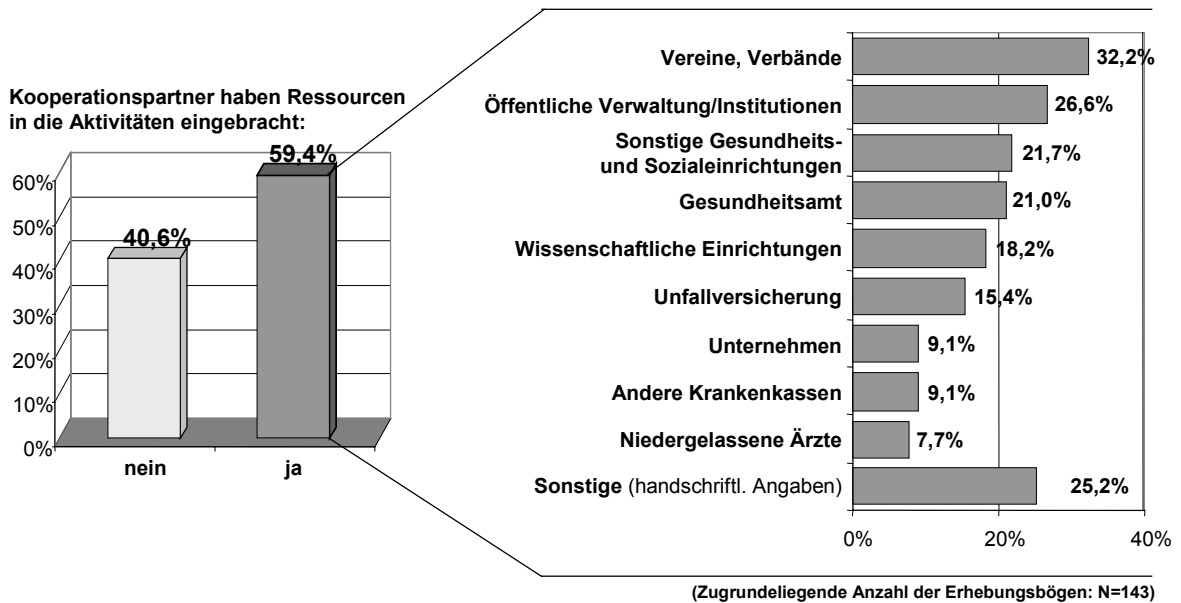 Kooperationspartner haben Ressourcen
in die Aktivitäten eingebracht:
60%
50%
40%
30%
20%
10%
0%
40,6%
59,4%
nein
ja
Vereine, Verbände
32,2%
Öffentliche Verwaltung/Institutionen
26,6%
Sonstige Gesundheits-
und Sozialeinrichtungen
21,7%
Gesundheitsamt
21,0%
Wissenschaftliche Einrichtungen
18,2%
Unfallversicherung
15,4%
Unternehmen
9,1%
Andere Krankenkassen
9,1%
Niedergelassene Ärzte
7,7%
Sonstige (handschriftl. Angaben)
25,2%
0%
20%
40%
(Zugrundeliegende Anzahl der Erhebungsbögen: N=143)